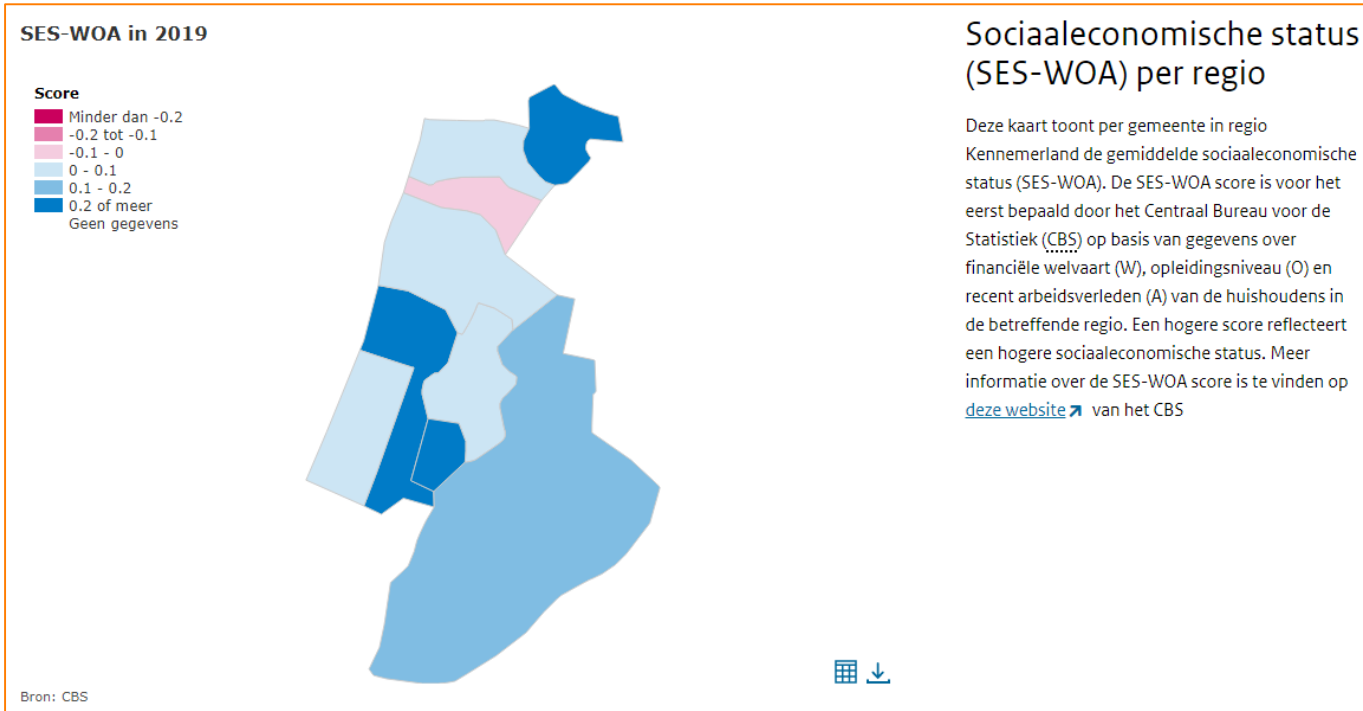 SES-WOA in 2019
Score
Minder dan -0.2
-0.2 tot -0.1
-0.1 - 0
0 - 0.1
0.1 - 0.2
0.2 of meer
Geen gegevens
Bron: CBS
Sociaaleconomische status
(SES-WOA) per regio
Deze kaart toont per gemeente in regio
Kennemerland de gemiddelde sociaaleconomische
status (SES-WOA). De SES-WOA score is voor het
eerst bepaald door het Centraal Bureau voor de
Statistiek (CBS) op basis van gegevens over
financiële welvaart (W), opleidingsniveau (O) en
recent arbeidsverleden (A) van de huishoudens in
de betreffende regio. Een hogere score reflecteert
een hogere sociaaleconomische status. Meer
informatie over de SES-WOA score is te vinden op
deze website van het CBS